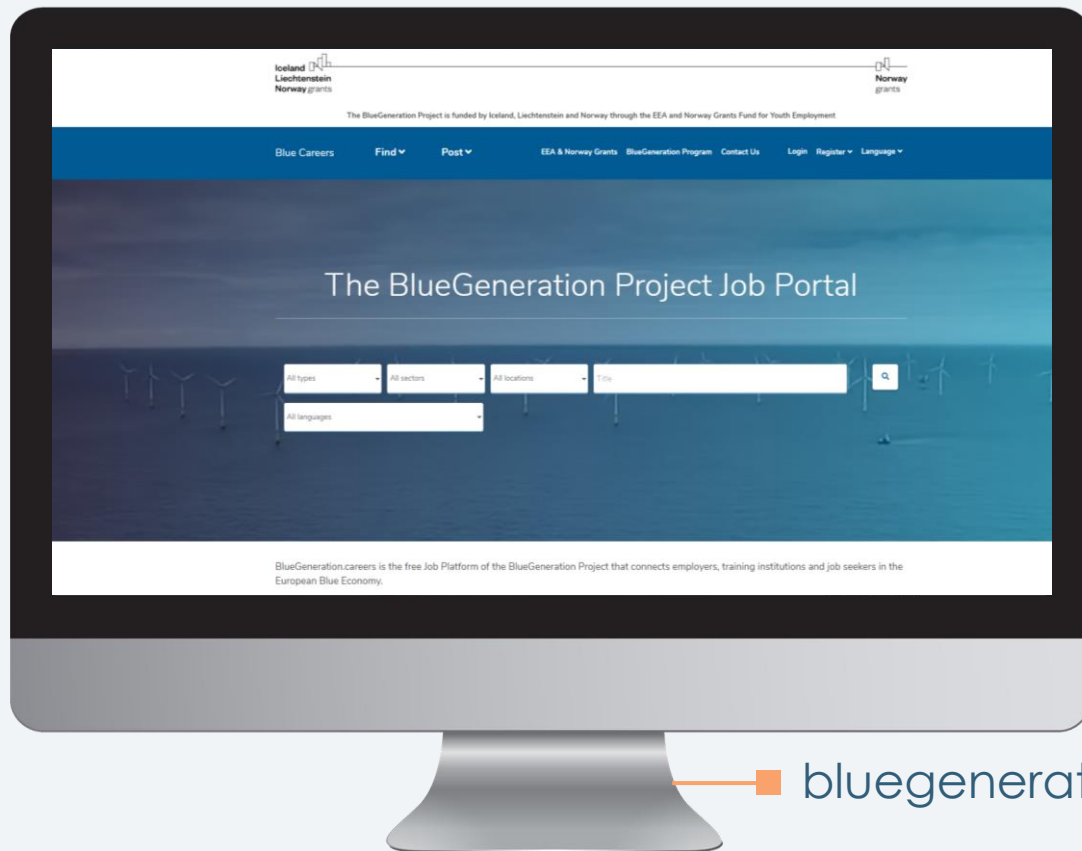 Iceland
Liechtenstein
Norway grants
Norway
grants
The BlueGeneration Project is funded by Iceland, Liechtenstein and Norway through the EEA and Norway Grants Fund for Youth Employment
Blue Careers Find Post EEA & Norway Grants BlueGeneration Program Contact Us Login Register Language
The BlueGeneration Project Job Portal
All types All sectors All locations Title
All languages
BlueGeneration.careers is the free Job Platform of the BlueGeneration Project that connects employers, training institutions and job seekers in the
European Blue Economy.
bluegenerat